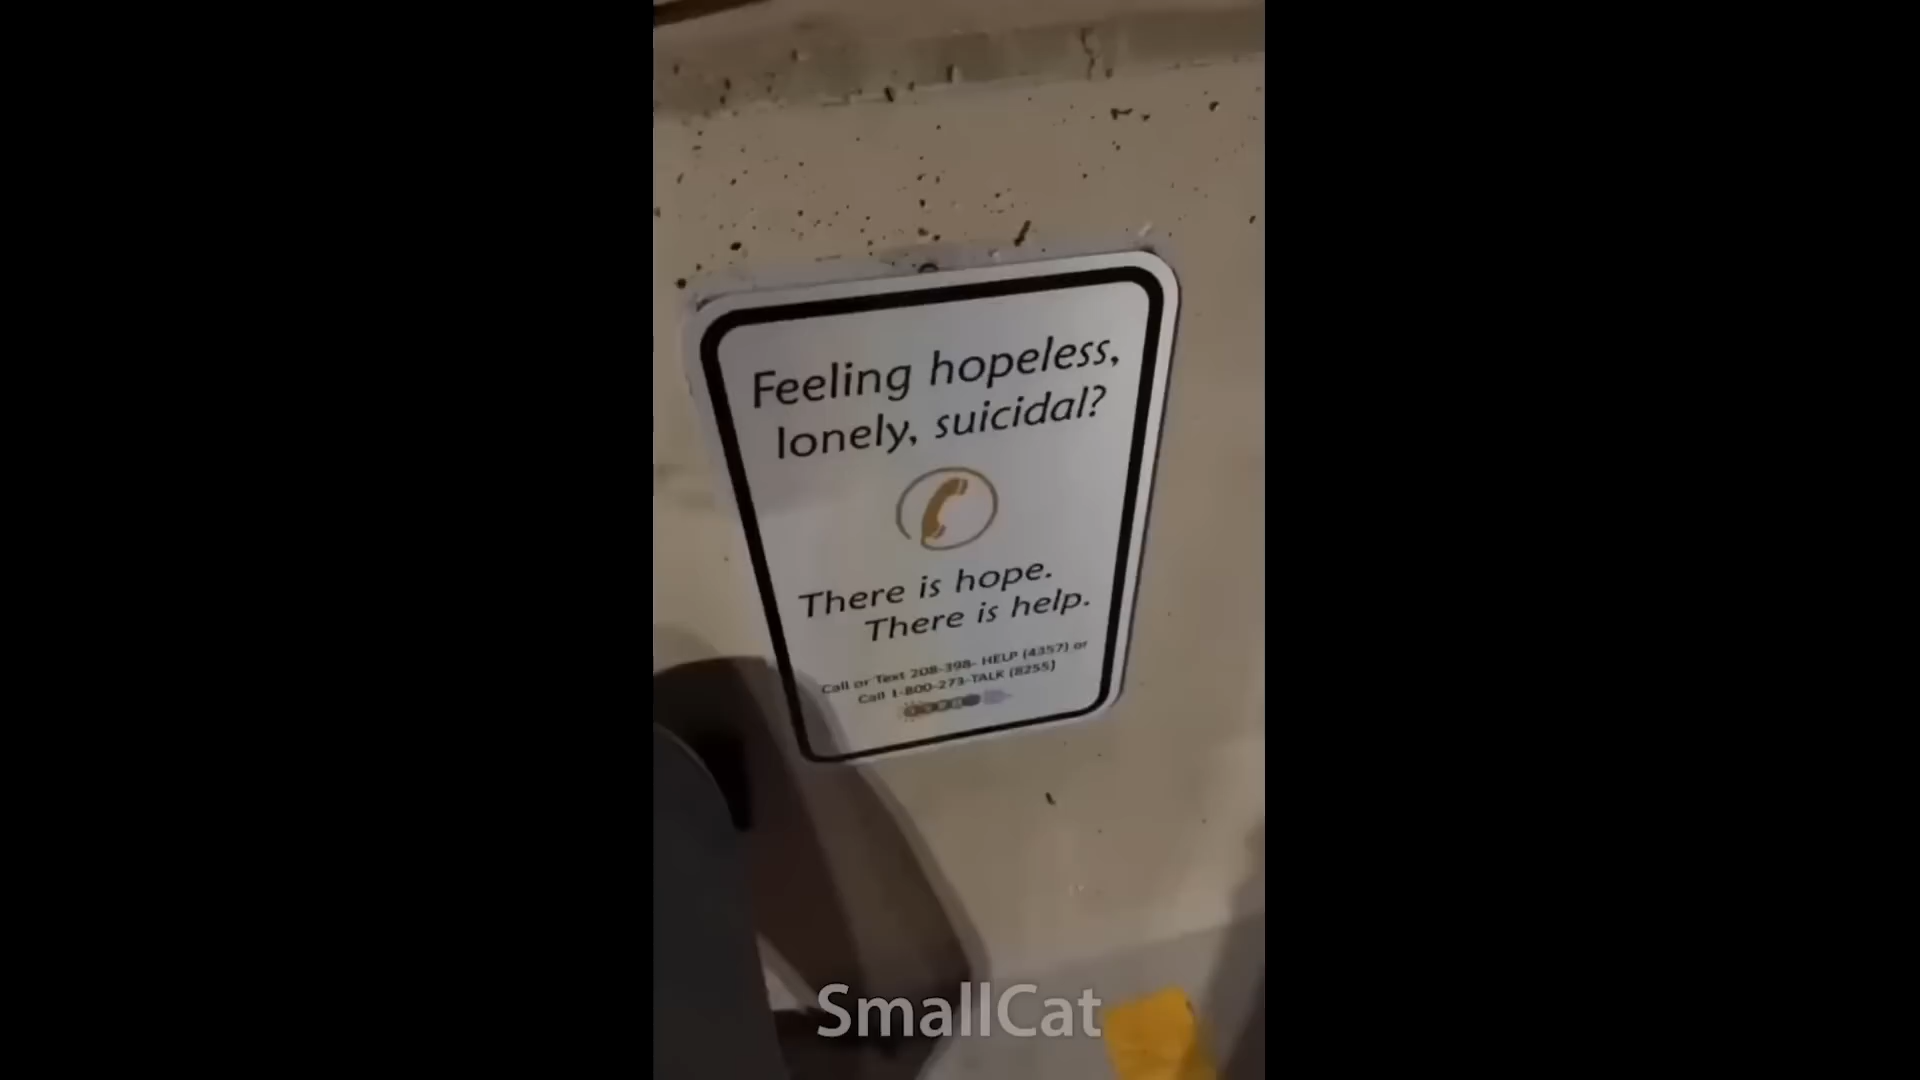 Feeling hopeless,
lonely, suicidal?
There is hope.
There is help.
Call or Text 208-398- HELP (4357) or
Call 1-800-273-TALK (8255)
SmallCat